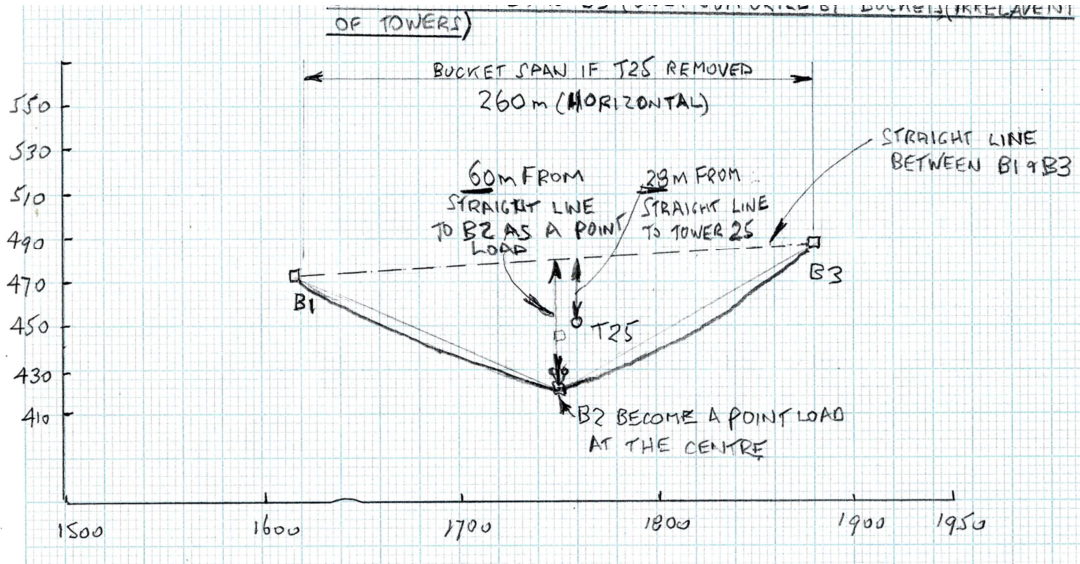 OF TOWERS)
BUCKET SPAN IF T25 REMOVED
260m (HORIZONTAL)
550
530
510
490
470
450
430
410
STRAIGHT LINE
BETWEEN B1 & B3
60m FROM
STRAIGHT LINE
TO B2 AS A POINT
LOAD
29m FROM
STRAIGHT LINE
TO TOWER 25
B1
B3
T25
B2 BECOME A POINT LOAD
AT THE CENTRE
1500
1600
1700
1800
1900
1950